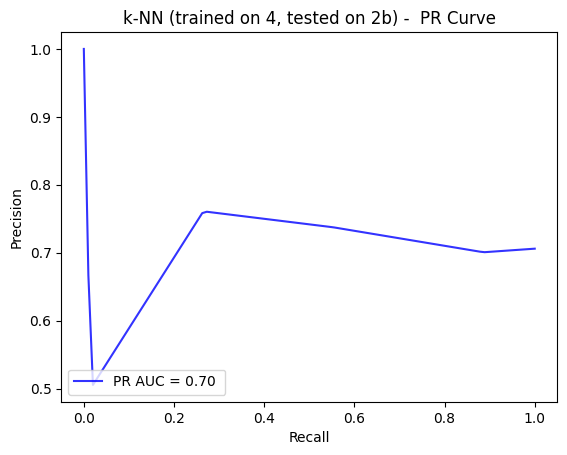 k-NN (trained on 4, tested on 2b) -  PR Curve
1.0
0.9
0.8
0.7
0.6
0.5
Precision
PR AUC = 0.70
0.0 0.2 0.4 0.6 0.8 1.0
Recall